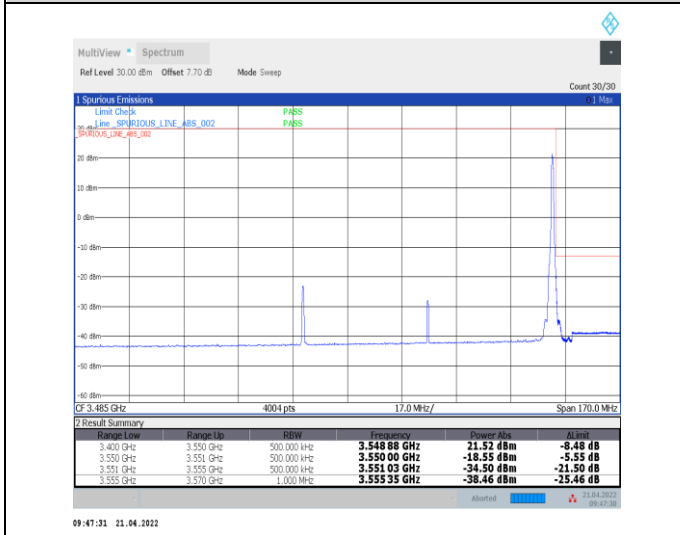 MultiView Spectrum
Ref Level 30.00 dBm Offset 7.70 dB Mode Sweep
Count 30/30
1 Spurious Emissions 1 Max
Limit Check PASS
Line _SPURIOUS_LINE_ABS_002 PASS
30 dBm
_SPURIOUS_LINE_ABS_002
20 dBm
10 dBm
0 dBm
-10 dBm
-20 dBm
-30 dBm
-40 dBm
-50 dBm
-60 dBm
CF 3.485 GHz 4004 pts 17.0 MHz/ Span 170.0 MHz
2 Result Summary
Range Low Range Up RBW Frequency Power Abs ΔLimit
3.400 GHz 3.550 GHz 500.000 kHz 3.548 88 GHz 21.52 dBm -8.48 dB
3.550 GHz 3.551 GHz 500.000 kHz 3.550 00 GHz -18.55 dBm -5.55 dB
3.551 GHz 3.555 GHz 500.000 kHz 3.551 03 GHz -34.50 dBm -21.50 dB
3.555 GHz 3.570 GHz 1.000 MHz 3.555 35 GHz -38.46 dBm -25.46 dB
Aborted 21.04.2022
09:47:30
09:47:31 21.04.2022